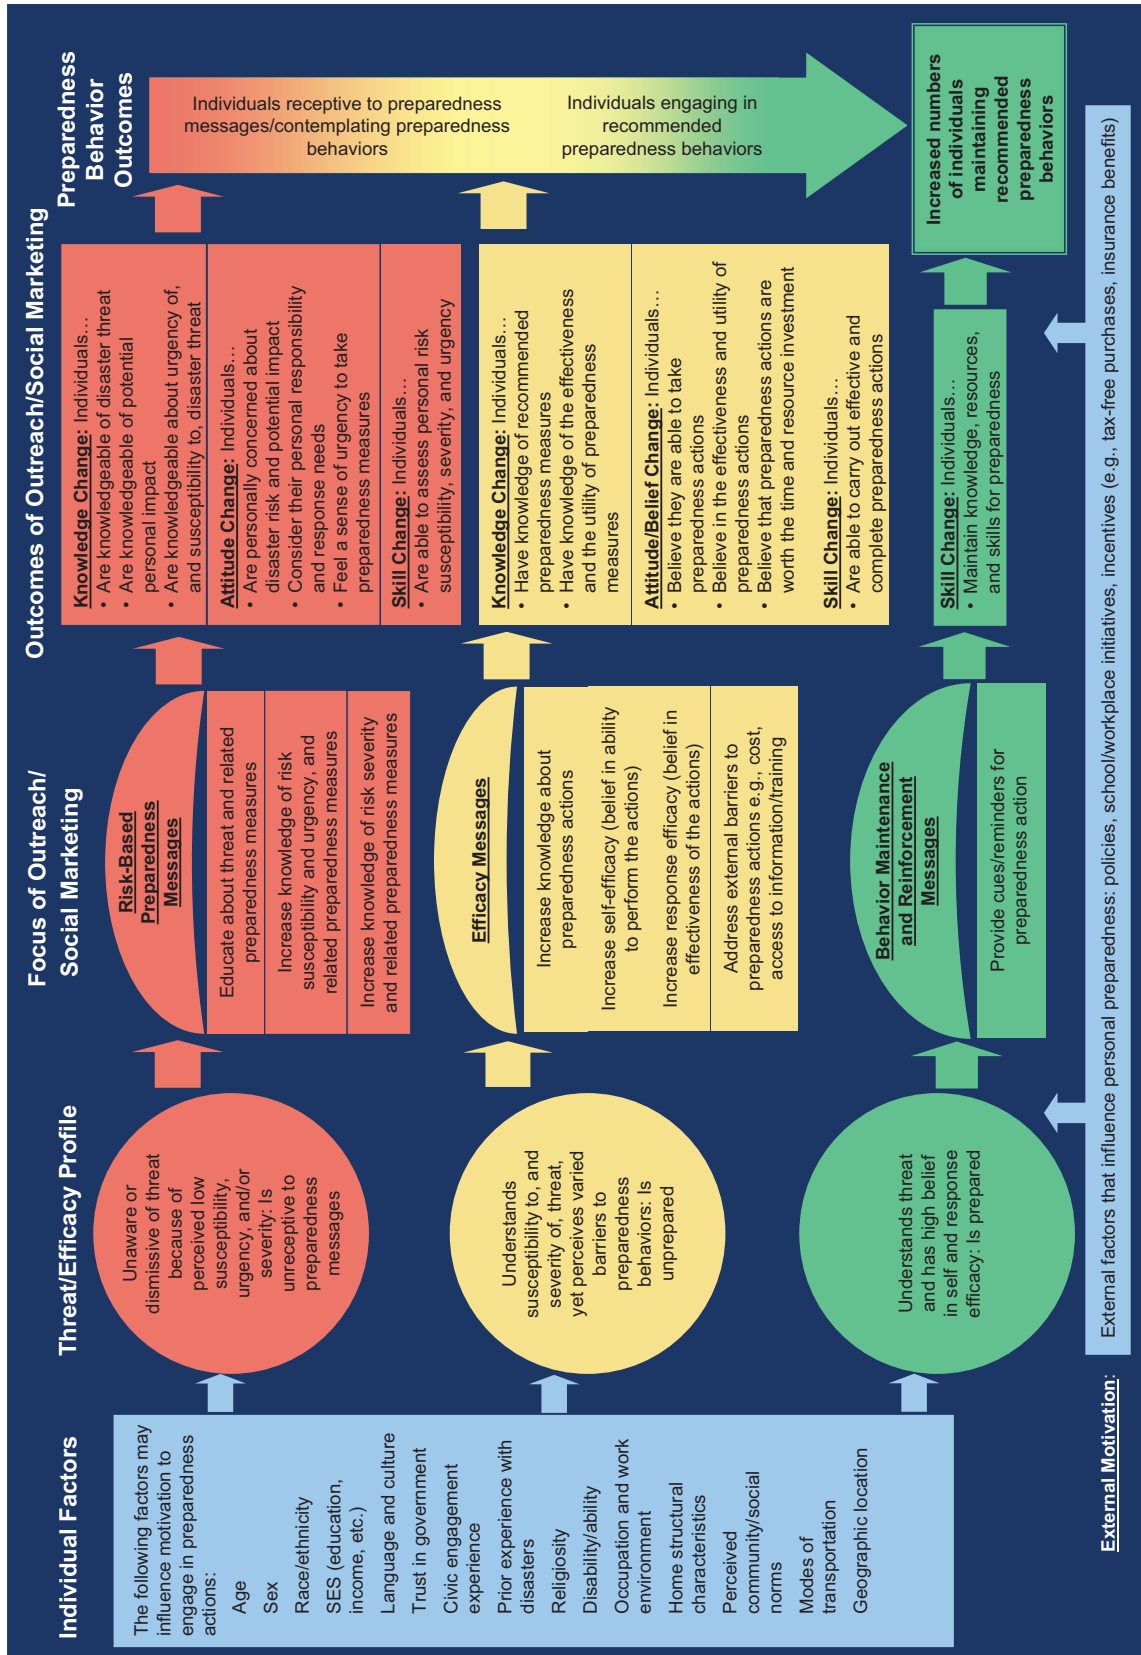 Individual Factors
The following factors may
influence motivation to
engage in preparedness
actions:
Age
Sex
Race/ethnicity
SES (education,
income, etc.)
Language and culture
Trust in government
Civic engagement
experience
Prior experience with
disasters
Religiosity
Disability/ability
Occupation and work
environment
Home structural
characteristics
Perceived
community/social
norms
Modes of
transportation
Geographic location
Threat/Efficacy Profile
Unaware or
dismissive of threat
because of
perceived low
susceptibility,
urgency, and/or
severity: Is
unreceptive to
preparedness
messages
Understands
susceptibility to, and
severity of, threat,
yet perceives varied
barriers to
preparedness
behaviors: Is
unprepared
Understands threat
and has high belief
in self and response
efficacy: Is prepared
Focus of Outreach/
Social Marketing
Risk-Based
Preparedness
Messages
Educate about threat and related
preparedness measures
Increase knowledge of risk
susceptibility and urgency, and
related preparedness measures
Increase knowledge of risk severity
and related preparedness measures
Efficacy Messages
Increase knowledge about
preparedness actions
Increase self-efficacy (belief in ability
to perform the actions)
Increase response efficacy (belief in
effectiveness of the actions)
Address external barriers to
preparedness actions e.g., cost,
access to information/training
Behavior Maintenance
and Reinforcement
Messages
Provide cues/reminders for
preparedness action
Outcomes of Outreach/Social Marketing
Knowledge Change: Individuals…
• Are knowledgeable of disaster threat
• Are knowledgeable of potential
personal impact
• Are knowledgeable about urgency of,
and susceptibility to, disaster threat
Attitude Change: Individuals…
• Are personally concerned about
disaster risk and potential impact
• Consider their personal responsibility
and response needs
• Feel a sense of urgency to take
preparedness measures
Skill Change: Individuals…
• Are able to assess personal risk
susceptibility, severity, and urgency
Knowledge Change: Individuals…
• Have knowledge of recommended
preparedness measures
• Have knowledge of the effectiveness
and the utility of preparedness
measures
Attitude/Belief Change: Individuals…
• Believe they are able to take
preparedness actions
• Believe in the effectiveness and utility of
preparedness actions
• Believe that preparedness actions are
worth the time and resource investment
Skill Change: Individuals…
• Are able to carry out effective and
complete preparedness actions
Skill Change: Individuals…
• Maintain knowledge, resources,
and skills for preparedness
Preparedness
Behavior
Outcomes
Individuals receptive to preparedness
messages/contemplating preparedness
behaviors
Individuals engaging in
recommended
preparedness behaviors
Increased numbers
of individuals
maintaining
recommended
preparedness
behaviors
External Motivation:
External factors that influence personal preparedness: policies, school/workplace initiatives, incentives (e.g., tax-free purchases, insurance benefits)